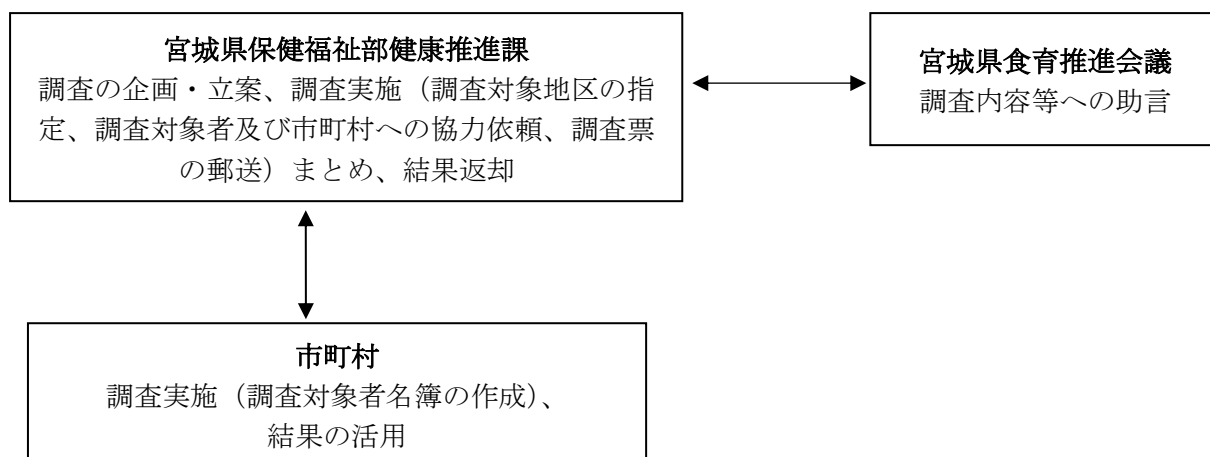 宮城県保健福祉部健康推進課
調査の企画・立案、調査実施（調査対象地区の指
定、調査対象者及び市町村への協力依頼、調査票
の郵送）まとめ、結果返却
宮城県食育推進会議
調査内容等への助言
市町村
調査実施（調査対象者名簿の作成）、
結果の活用